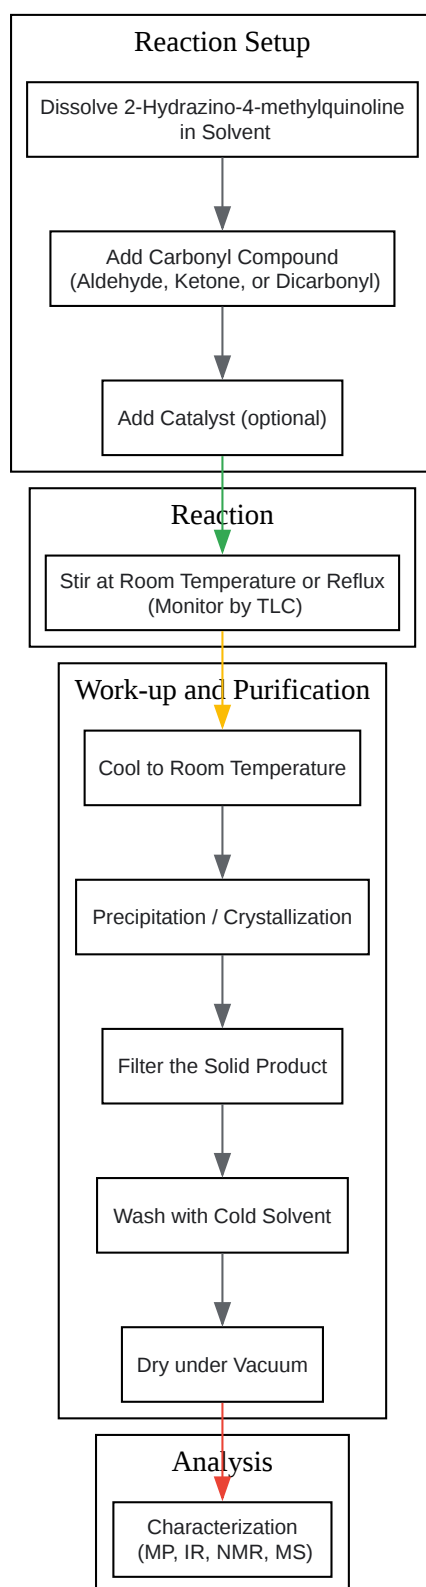 Reaction Setup
Dissolve 2-Hydrazino-4-methylquinoline
in Solvent
Add Carbonyl Compound
(Aldehyde, Ketone, or Dicarbonyl)
Add Catalyst (optional)
Reaction
Stir at Room Temperature or Reflux
(Monitor by TLC)
Work-up and Purification
Cool to Room Temperature
Precipitation / Crystallization
Filter the Solid Product
Wash with Cold Solvent
Dry under Vacuum
Analysis
Characterization
(MP, IR, NMR, MS)